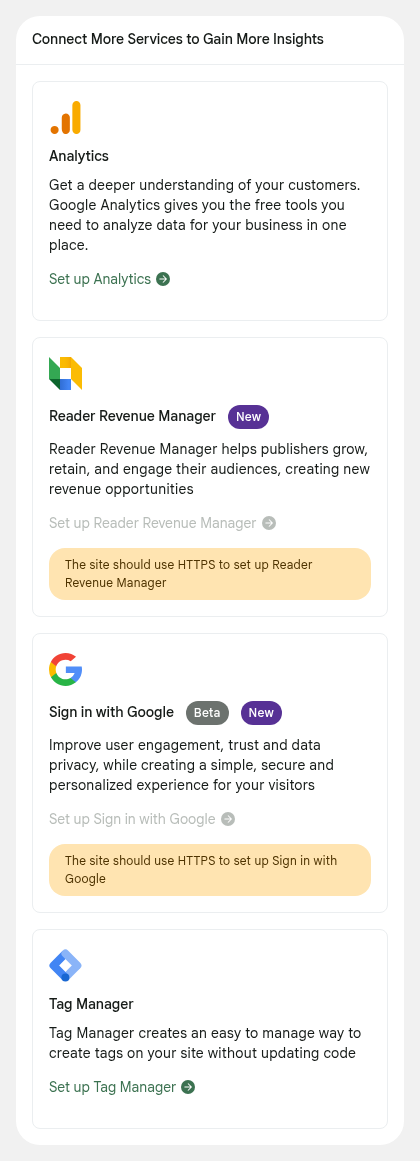 Connect More Services to Gain More Insights
Analytics
Get a deeper understanding of your customers.
Google Analytics gives you the free tools you
need to analyze data for your business in one
place.
Set up Analytics
Reader Revenue Manager New
Reader Revenue Manager helps publishers grow,
retain, and engage their audiences, creating new
revenue opportunities
Set up Reader Revenue Manager
The site should use HTTPS to set up Reader
Revenue Manager
Sign in with Google Beta New
Improve user engagement, trust and data
privacy, while creating a simple, secure and
personalized experience for your visitors
Set up Sign in with Google
The site should use HTTPS to set up Sign in with
Google
Tag Manager
Tag Manager creates an easy to manage way to
create tags on your site without updating code
Set up Tag Manager